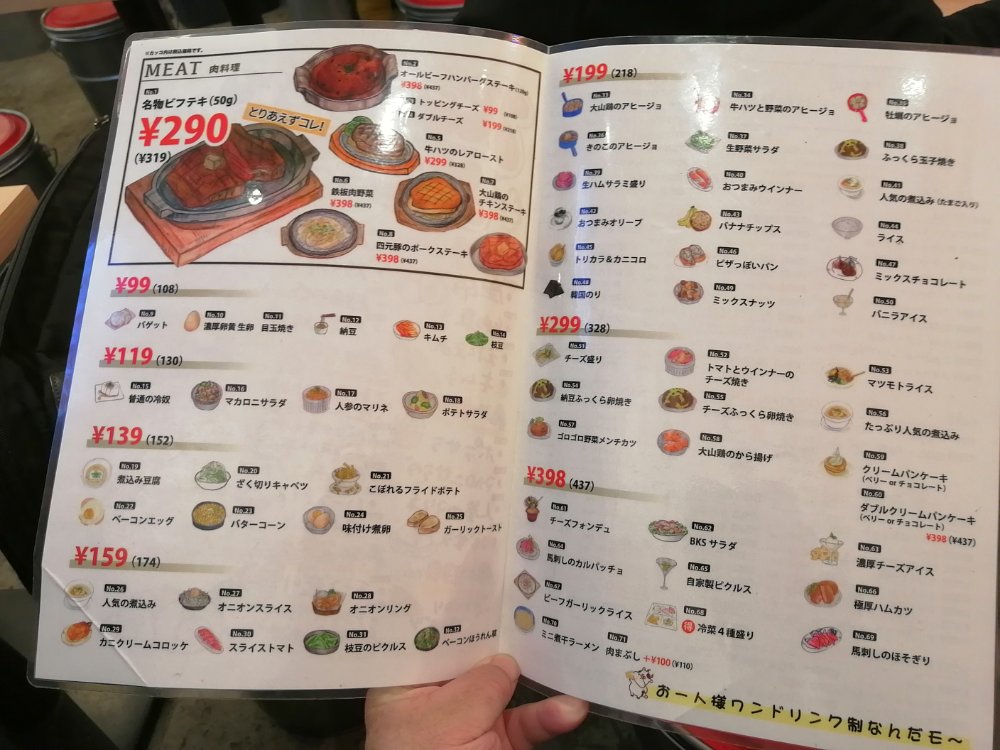 ※カッコ内は税込価格です。
MEAT 肉料理
No.1
名物ビフテキ(50g)
¥290
(¥319)
とりあえずコレ!
No.2
オールビーフハンバーグステーキ(120g)
¥398 (¥437)
トッピングチーズ ¥99 (¥108)
ダブルチーズ ¥199 (¥218)
No.5
牛ハツのレアロースト
¥299 (¥328)
No.6
鉄板肉野菜
¥398 (¥437)
No.7
大山鶏の
チキンステーキ
¥398 (¥437)
No.8
四元豚のポークステーキ
¥398 (¥437)
¥99 (108)
No.9
バゲット
No.10
濃厚卵黄 生卵
No.11
目玉焼き
No.12
納豆
No.13
キムチ
No.14
枝豆
¥119 (130)
No.15
普通の冷奴
No.16
マカロニサラダ
No.17
人参のマリネ
No.18
ポテトサラダ
¥139 (152)
No.19
煮込み豆腐
No.20
ざく切りキャベツ
No.21
こぼれるフライドポテト
No.22
ベーコンエッグ
No.23
バターコーン
No.24
味付け煮卵
No.25
ガーリックトースト
¥159 (174)
No.26
人気の煮込み
No.27
オニオンスライス
No.28
オニオンリング
No.29
カニクリームコロッケ
No.30
スライストマト
No.31
枝豆のピクルス
No.32
ベーコンほうれん草
¥199 (218)
No.33
大山鶏のアヒージョ
No.34
牛ハツと野菜のアヒージョ
No.35
牡蠣のアヒージョ
No.36
きのこのアヒージョ
No.37
生野菜サラダ
No.38
ふっくら玉子焼き
No.39
生ハムサラミ盛り
No.40
おつまみウインナー
No.41
人気の煮込み (たまご入り)
No.42
おつまみオリーブ
No.43
バナナチップス
No.44
ライス
No.45
トリカラ&カニコロ
No.46
ピザっぽいパン
No.47
ミックスチョコレート
No.48
韓国のり
No.49
ミックスナッツ
No.50
バニラアイス
¥299 (328)
No.51
チーズ盛り
No.52
トマトとウインナーの
チーズ焼き
No.53
マツモトライス
No.54
納豆ふっくら卵焼き
No.55
チーズふっくら卵焼き
No.56
たっぷり人気の煮込み
No.57
ゴロゴロ野菜メンチカツ
No.58
大山鶏のから揚げ
No.59
クリームパンケーキ
(ベリー or チョコレート)
No.60
ダブルクリームパンケーキ
(ベリー or チョコレート)
¥398 (¥437)
¥398 (437)
No.61
チーズフォンデュ
No.62
BKS サラダ
No.63
濃厚チーズアイス
No.64
馬刺しのカルパッチョ
No.65
自家製ピクルス
No.66
極厚ハムカツ
No.67
ビーフガーリックライス
No.68
得 冷菜4種盛り
No.69
馬刺しのほそぎり
No.70
ミニ煮干ラーメン
No.71
肉まぶし +¥100 (¥110)
お一人様ワンドリンク制なんだモ〜